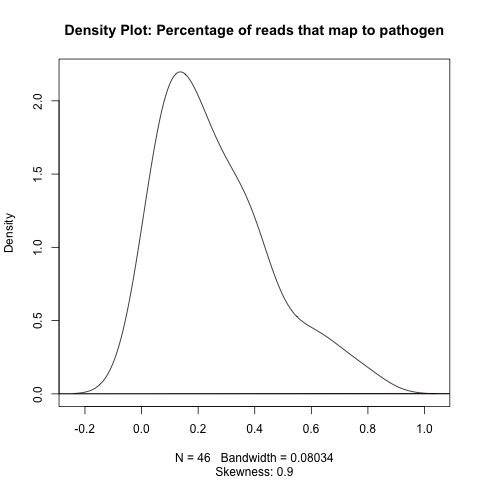 Density Plot: Percentage of reads that map to pathogen
Density
2.0
1.5
1.0
0.5
0.0
-0.2 0.0 0.2 0.4 0.6 0.8 1.0
N = 46 Bandwidth = 0.08034
Skewness: 0.9